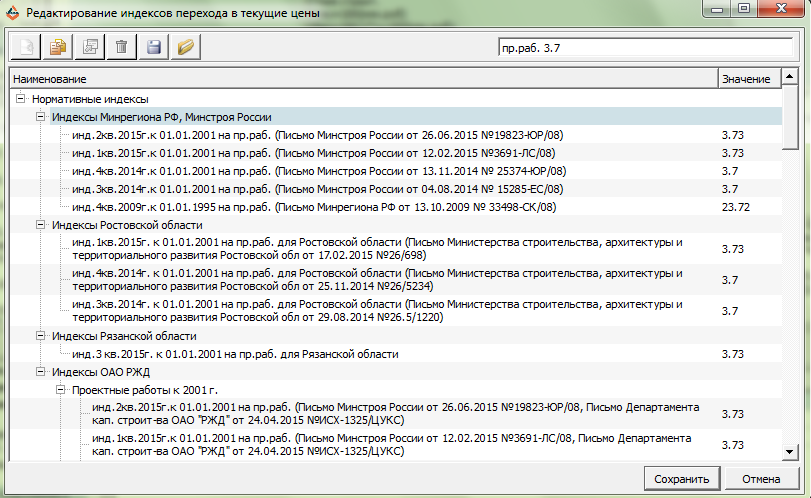 Редактирование индексов перехода в текущие цены
пр.раб. 3.7
Наименование Значение
Нормативные индексы
Индексы Минрегиона РФ, Минстроя России
инд.2кв.2015г.к 01.01.2001 на пр.раб. (Письмо Минстроя России от 26.06.2015 №19823-ЮР/08) 3.73
инд.1кв.2015г.к 01.01.2001 на пр.раб. (Письмо Минстроя России от 12.02.2015 №3691-ЛС/08) 3.73
инд.4кв.2014г.к 01.01.2001 на пр.раб. (Письмо Минстроя России от 13.11.2014 № 25374-ЮР/08) 3.7
инд.3кв.2014г.к 01.01.2001 на пр.раб. (Письмо Минстроя России от 04.08.2014 № 15285-ЕС/08) 3.7
инд.4кв.2009г.к 01.01.1995 на пр.раб. (Письмо Минрегиона РФ от 13.10.2009 № 33498-СК/08) 23.72
Индексы Ростовской области
инд.1кв.2015г. к 01.01.2001 на пр.раб. для Ростовской области (Письмо Министерства строительства, архитектуры и
территориального развития Ростовской обл от 17.02.2015 №26/698) 3.73
инд.4кв.2014г. к 01.01.2001 на пр.раб. для Ростовской области (Письмо Министерства строительства, архитектуры и
территориального развития Ростовской обл от 25.11.2014 №26/5234) 3.7
инд.3кв.2014г. к 01.01.2001 на пр.раб. для Ростовской области (Письмо Министерства строительства, архитектуры и
территориального развития Ростовской обл от 29.08.2014 №26.5/1220) 3.7
Индексы Рязанской области
инд.3 кв.2015г. к 01.01.2001 на пр.раб. для Рязанской области 3.73
Индексы ОАО РЖД
Проектные работы к 2001 г.
инд.2кв.2015г.к 01.01.2001 на пр.раб. (Письмо Минстроя России от 26.06.2015 №19823-ЮР/08, Письмо Департамента
кап. строит-ва ОАО "РЖД" от 24.04.2015 №ИСХ-1325/ЦУКС) 3.73
инд.1кв.2015г.к 01.01.2001 на пр.раб. (Письмо Минстроя России от 12.02.2015 №3691-ЛС/08, Письмо Департамента
кап. строит-ва ОАО "РЖД" от 24.04.2015 №ИСХ-1325/ЦУКС) 3.73
Сохранить Отмена